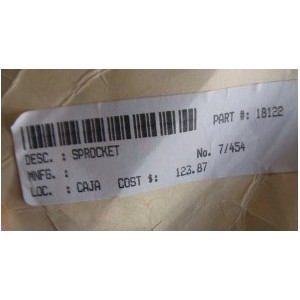 PART #: 18122
DESC. : SPROCKET No. 7/454
MNFG. :
LOC. : CAJA COST $: 123.87